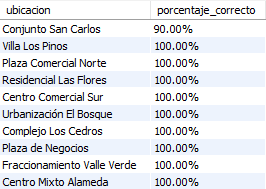 ubicacion porcentaje_correcto
Conjunto San Carlos 90.00%
Villa Los Pinos 100.00%
Plaza Comercial Norte 100.00%
Residencial Las Flores 100.00%
Centro Comercial Sur 100.00%
Urbanización El Bosque 100.00%
Complejo Los Cedros 100.00%
Plaza de Negocios 100.00%
Fraccionamiento Valle Verde 100.00%
Centro Mixto Alameda 100.00%